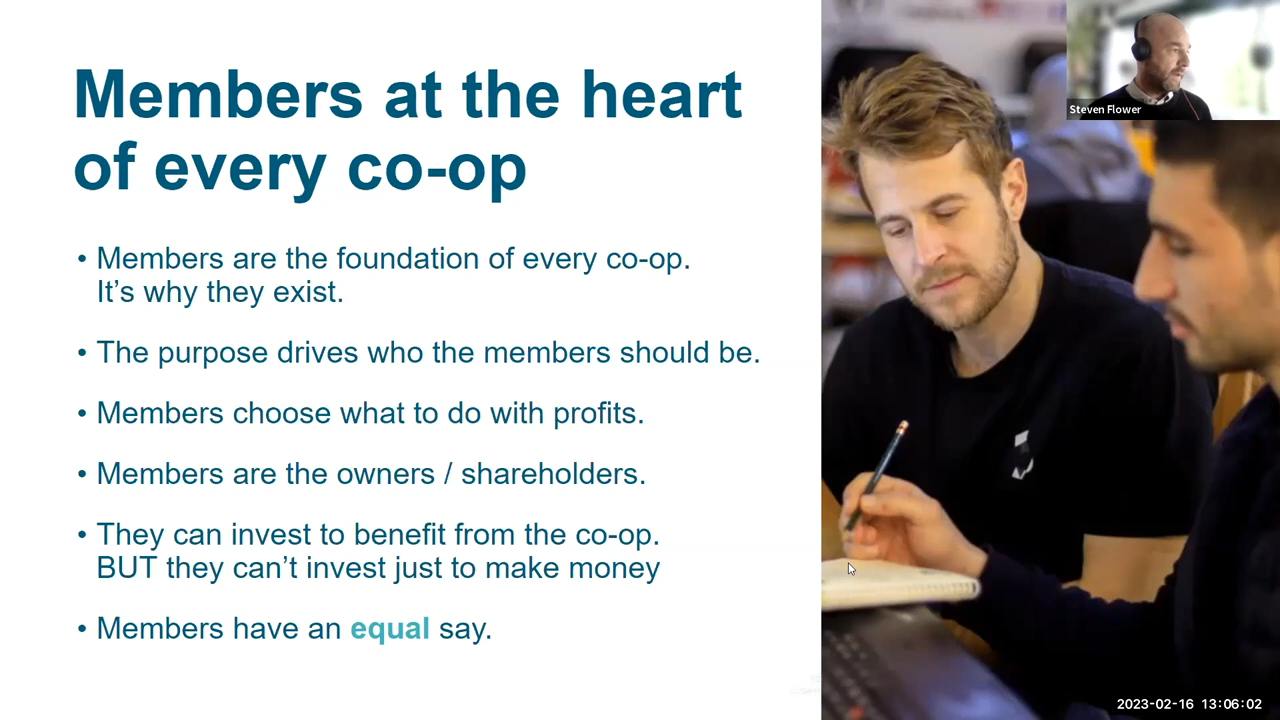 Members at the heart
of every co-op
• Members are the foundation of every co-op.
It’s why they exist.
• The purpose drives who the members should be.
• Members choose what to do with profits.
• Members are the owners / shareholders.
• They can invest to benefit from the co-op.
BUT they can’t invest just to make money
• Members have an equal say.
Steven Flower
2023-02-16 13:06:02